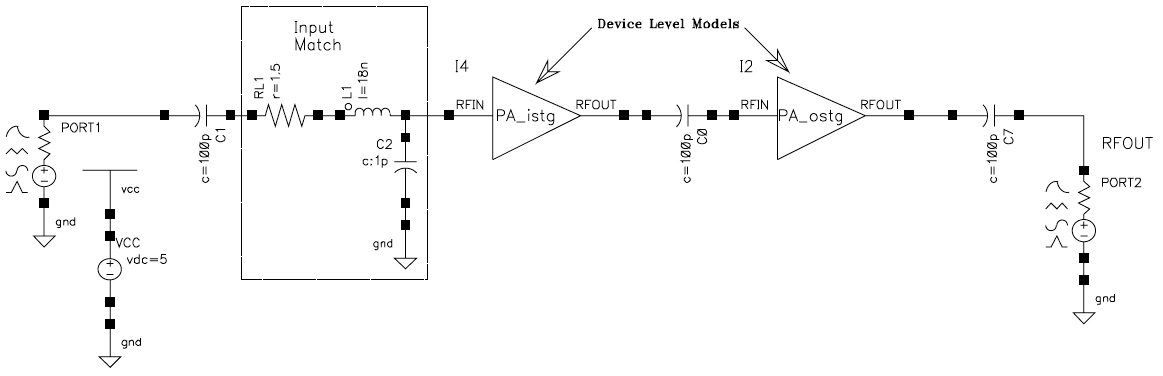 Device Level Models
Input
Match
I4
I2
RL1
r=1.5
L1
l=18n
RFIN
PA_istg
RFOUT
RFIN
PA_ostg
RFOUT
PORT1
c=100p
C1
C2
c:1p
c=100p
C0
c=100p
C7
RFOUT
PORT2
vcc
gnd
VCC
vdc=5
gnd
gnd
gnd